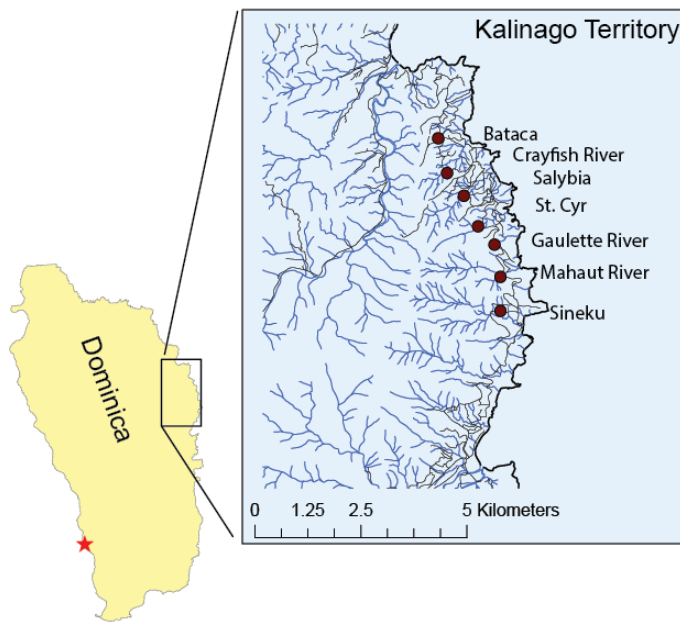 Kalinago Territory
Bataca
Crayfish River
Salybia
St. Cyr
Gaulette River
Mahaut River
Sineku
Dominica
0 1.25 2.5 5 Kilometers